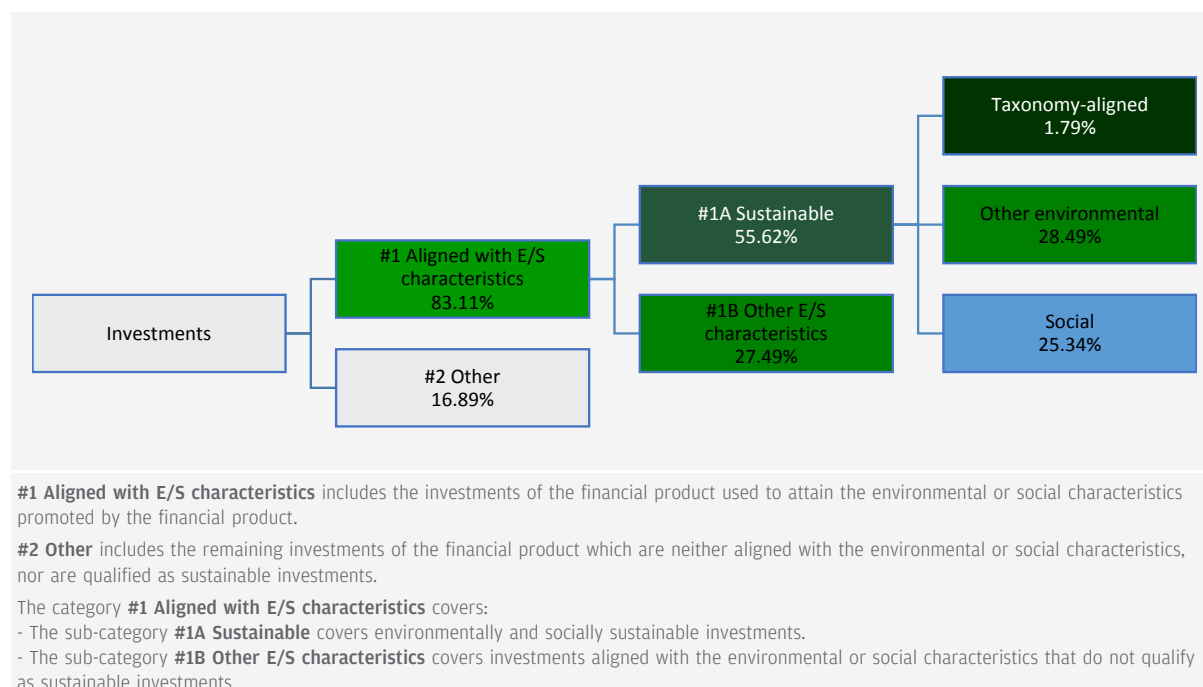 Taxonomy-aligned
1.79%
#1A Sustainable
55.62%
Other environmental
28.49%
#1 Aligned with E/S
characteristics
83.11%
Investments
#1B Other E/S
characteristics
27.49%
Social
25.34%
#2 Other
16.89%
#1 Aligned with E/S characteristics includes the investments of the financial product used to attain the environmental or social characteristics
promoted by the financial product.
#2 Other includes the remaining investments of the financial product which are neither aligned with the environmental or social characteristics,
nor are qualified as sustainable investments.
The category #1 Aligned with E/S characteristics covers:
- The sub-category #1A Sustainable covers environmentally and socially sustainable investments.
- The sub-category #1B Other E/S characteristics covers investments aligned with the environmental or social characteristics that do not qualify
as sustainable investments.